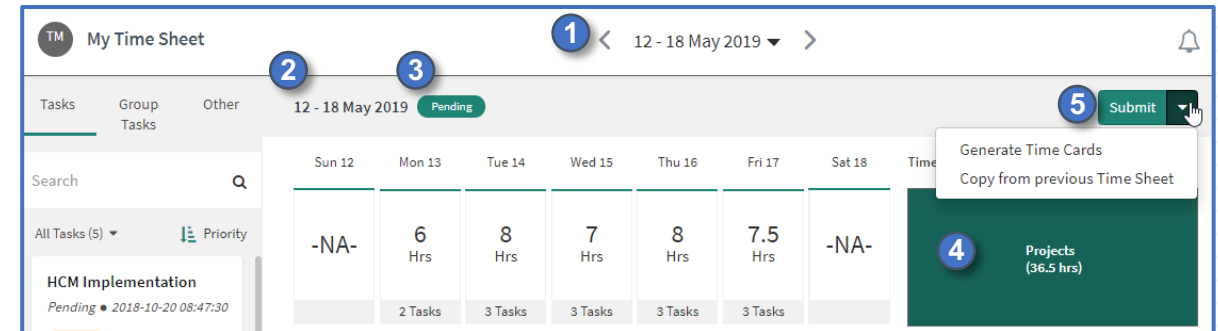 TM My Time Sheet 1 12 - 18 May 2019
2 3
Tasks Group Tasks Other
12 - 18 May 2019 Pending 5 Submit
Generate Time Cards
Copy from previous Time Sheet
Search
Sun 12 Mon 13 Tue 14 Wed 15 Thu 16 Fri 17 Sat 18 Time
All Tasks (5) Priority
-NA- 6 Hrs 8 Hrs 7 Hrs 8 Hrs 7.5 Hrs -NA-
4 Projects
(36.5 hrs)
HCM Implementation
Pending ● 2018-10-20 08:47:30
2 Tasks 3 Tasks 3 Tasks 3 Tasks 3 Tasks